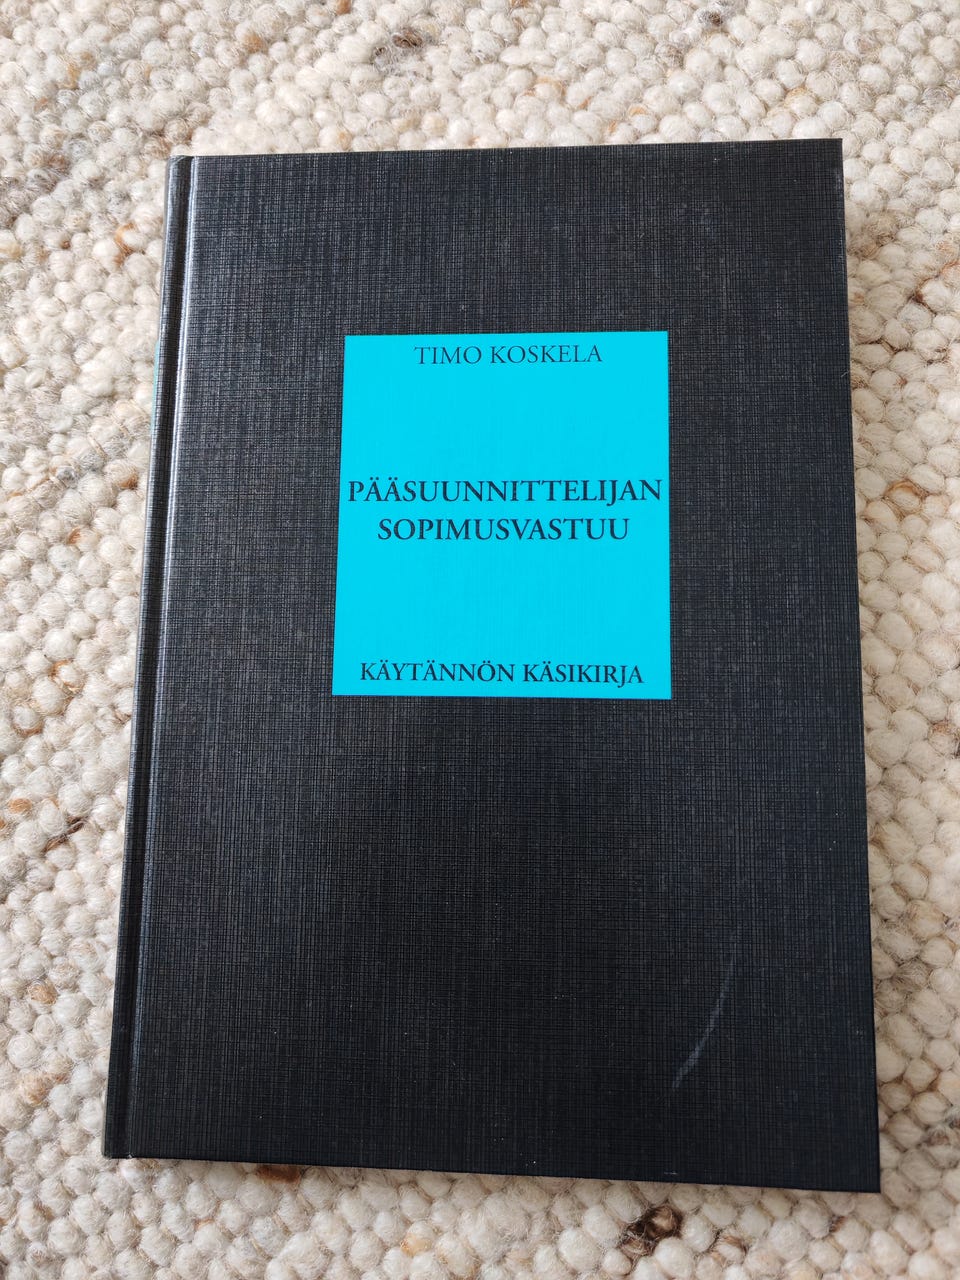 TIMO KOSKELA
PÄÄSUUNNITTELIJAN
SOPIMUSVASTUU
KÄYTÄNNÖN KÄSIKIRJA